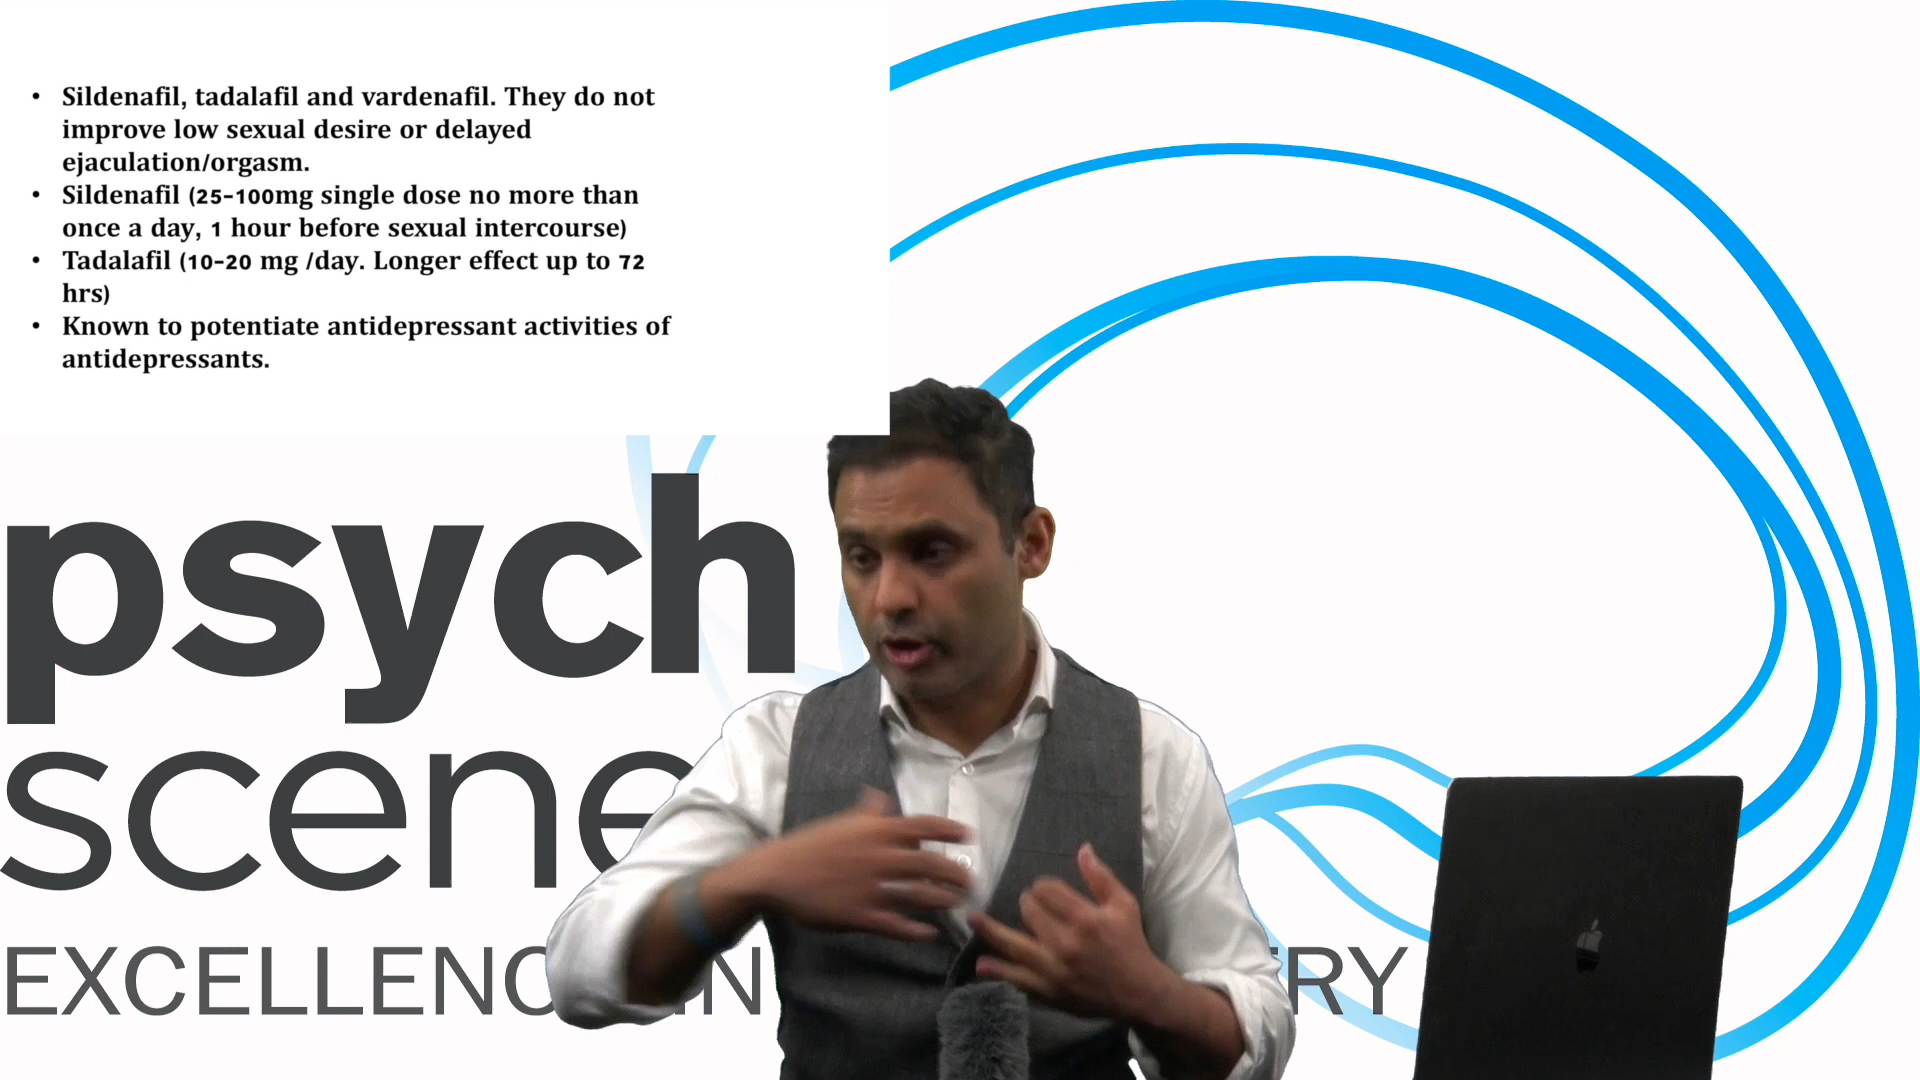 • Sildenafil, tadalafil and vardenafil. They do not
improve low sexual desire or delayed
ejaculation/orgasm.
• Sildenafil (25-100mg single dose no more than
once a day, 1 hour before sexual intercourse)
• Tadalafil (10-20 mg /day. Longer effect up to 72
hrs)
• Known to potentiate antidepressant activities of
antidepressants.
psych
scene